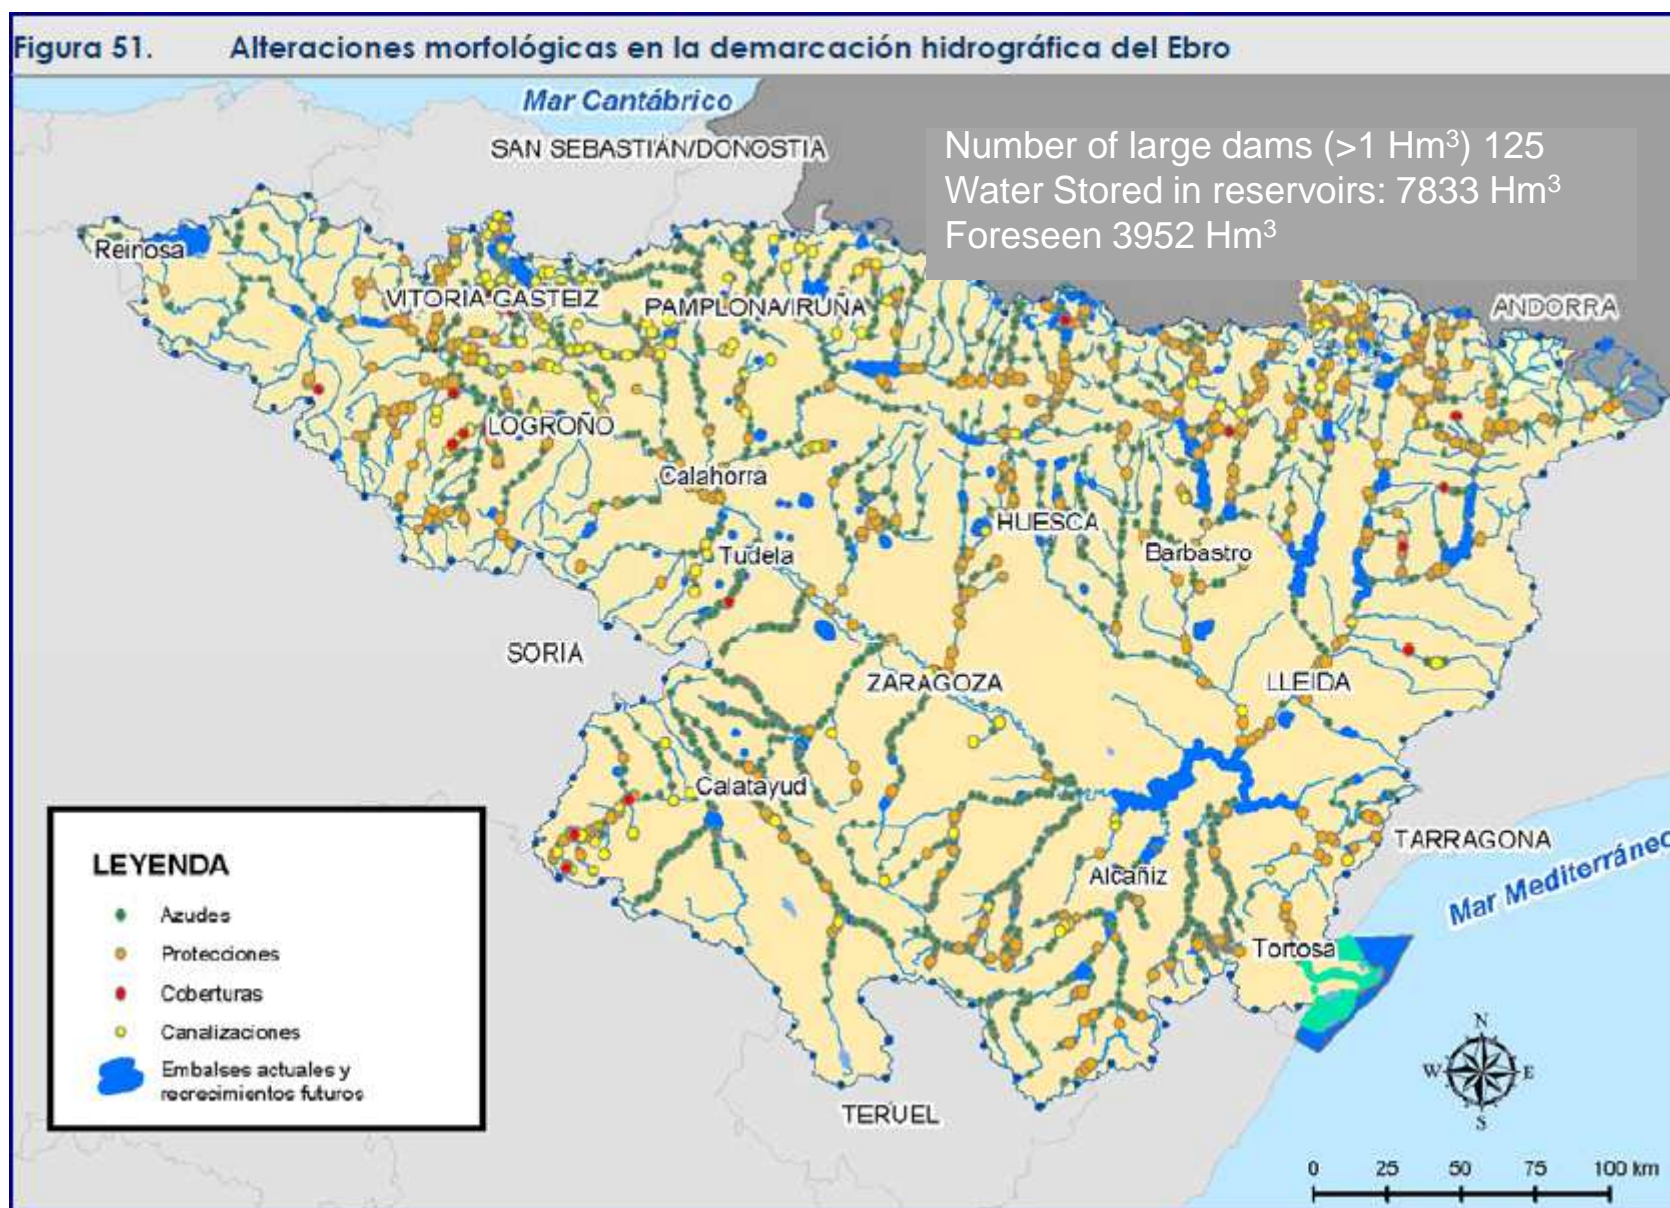 Figura 51. Alteraciones morfológicas en la demarcación hidrográfica del Ebro
Mar Cantábrico
SAN SEBASTIÁN/DONOSTIA
Number of large dams (>1 Hm³) 125
Water Stored in reservoirs: 7833 Hm³
Foreseen 3952 Hm³
Reinosa
VITORIA-GASTEIZ
PAMPLONA/IRUÑA
ANDORRA
LOGROÑO
Calahorra
HUESCA
Tudela
Barbastro
SORIA
ZARAGOZA
LLEIDA
Calatayud
TARRAGONA
Mar Mediterráneo
Alcañiz
Tortosa
TERUEL
LEYENDA
Azudes
Protecciones
Coberturas
Canalizaciones
Embalses actuales y
recrecimientos futuros
N
W E
S
0 25 50 75 100 km